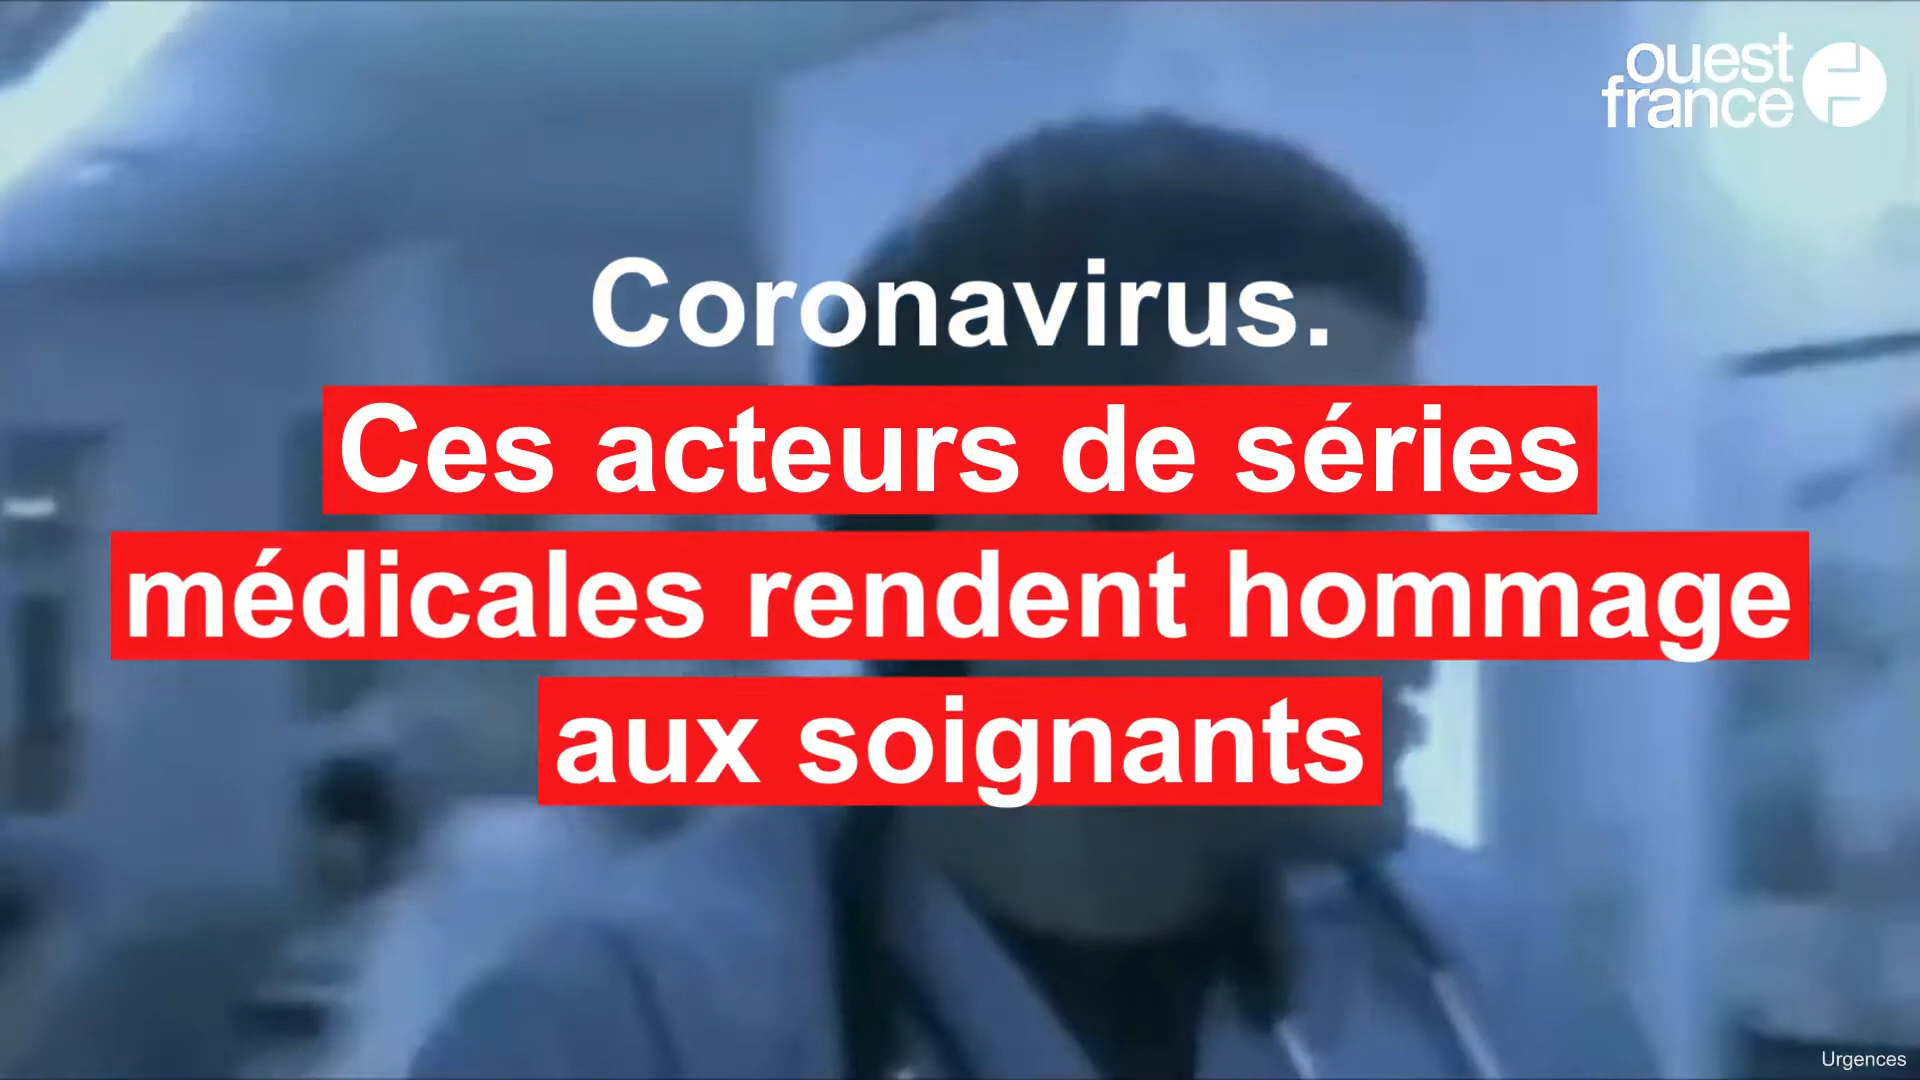 ouest
france
Coronavirus.
Ces acteurs de séries
médicales rendent hommage
aux soignants
Urgences